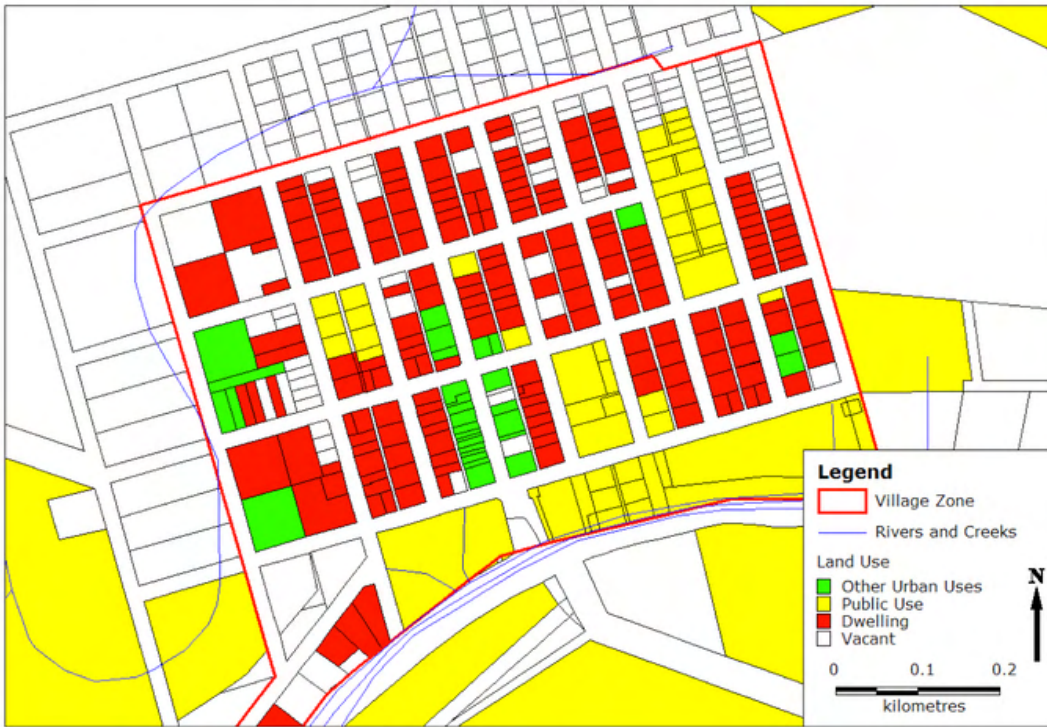 Legend
Village Zone
Rivers and Creeks
Land Use
Other Urban Uses
Public Use
Dwelling
Vacant
N
0 0.1 0.2
kilometres